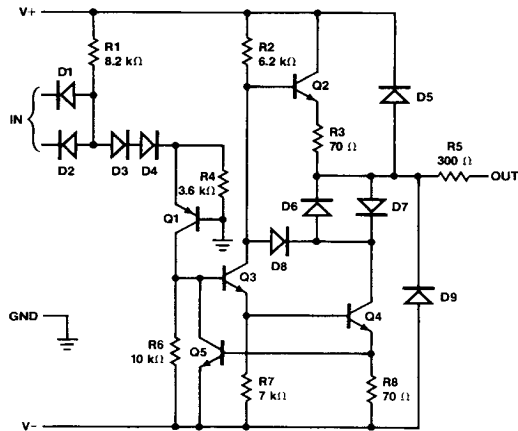 V+
R1
8.2 kΩ
R2
6.2 kΩ
D1
Q2
D5
IN
R3
70 Ω
R5
300 Ω
OUT
D2
D3
D4
R4
3.6 kΩ
D6
D7
Q1
D8
Q3
D9
GND
Q4
R6
10 kΩ
Q5
R7
7 kΩ
R8
70 Ω
V−